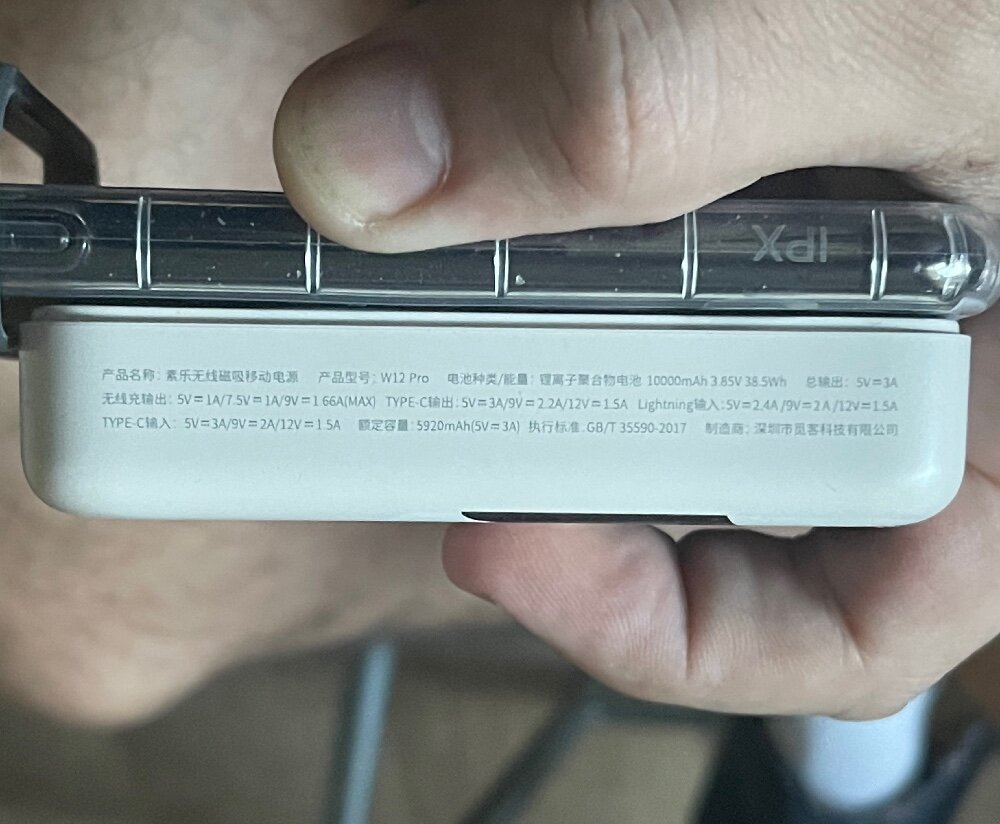 XPI
产品名称：素乐无线磁吸移动电源 产品型号：W12 Pro 电池种类/能量：锂离子聚合物电池 10000mAh 3.85V 38.5Wh 总输出：5V=3A
无线充输出：5V=1A/7.5V=1A/9V=1.66A(MAX) TYPE-C输出：5V=3A/9V=2.2A/12V=1.5A Lightning输入：5V=2.4A/9V=2A/12V=1.5A
TYPE-C输入：5V=3A/9V=2A/12V=1.5A 额定容量：5920mAh(5V=3A) 执行标准：GB/T 35590-2017 制造商：深圳市觅客科技有限公司